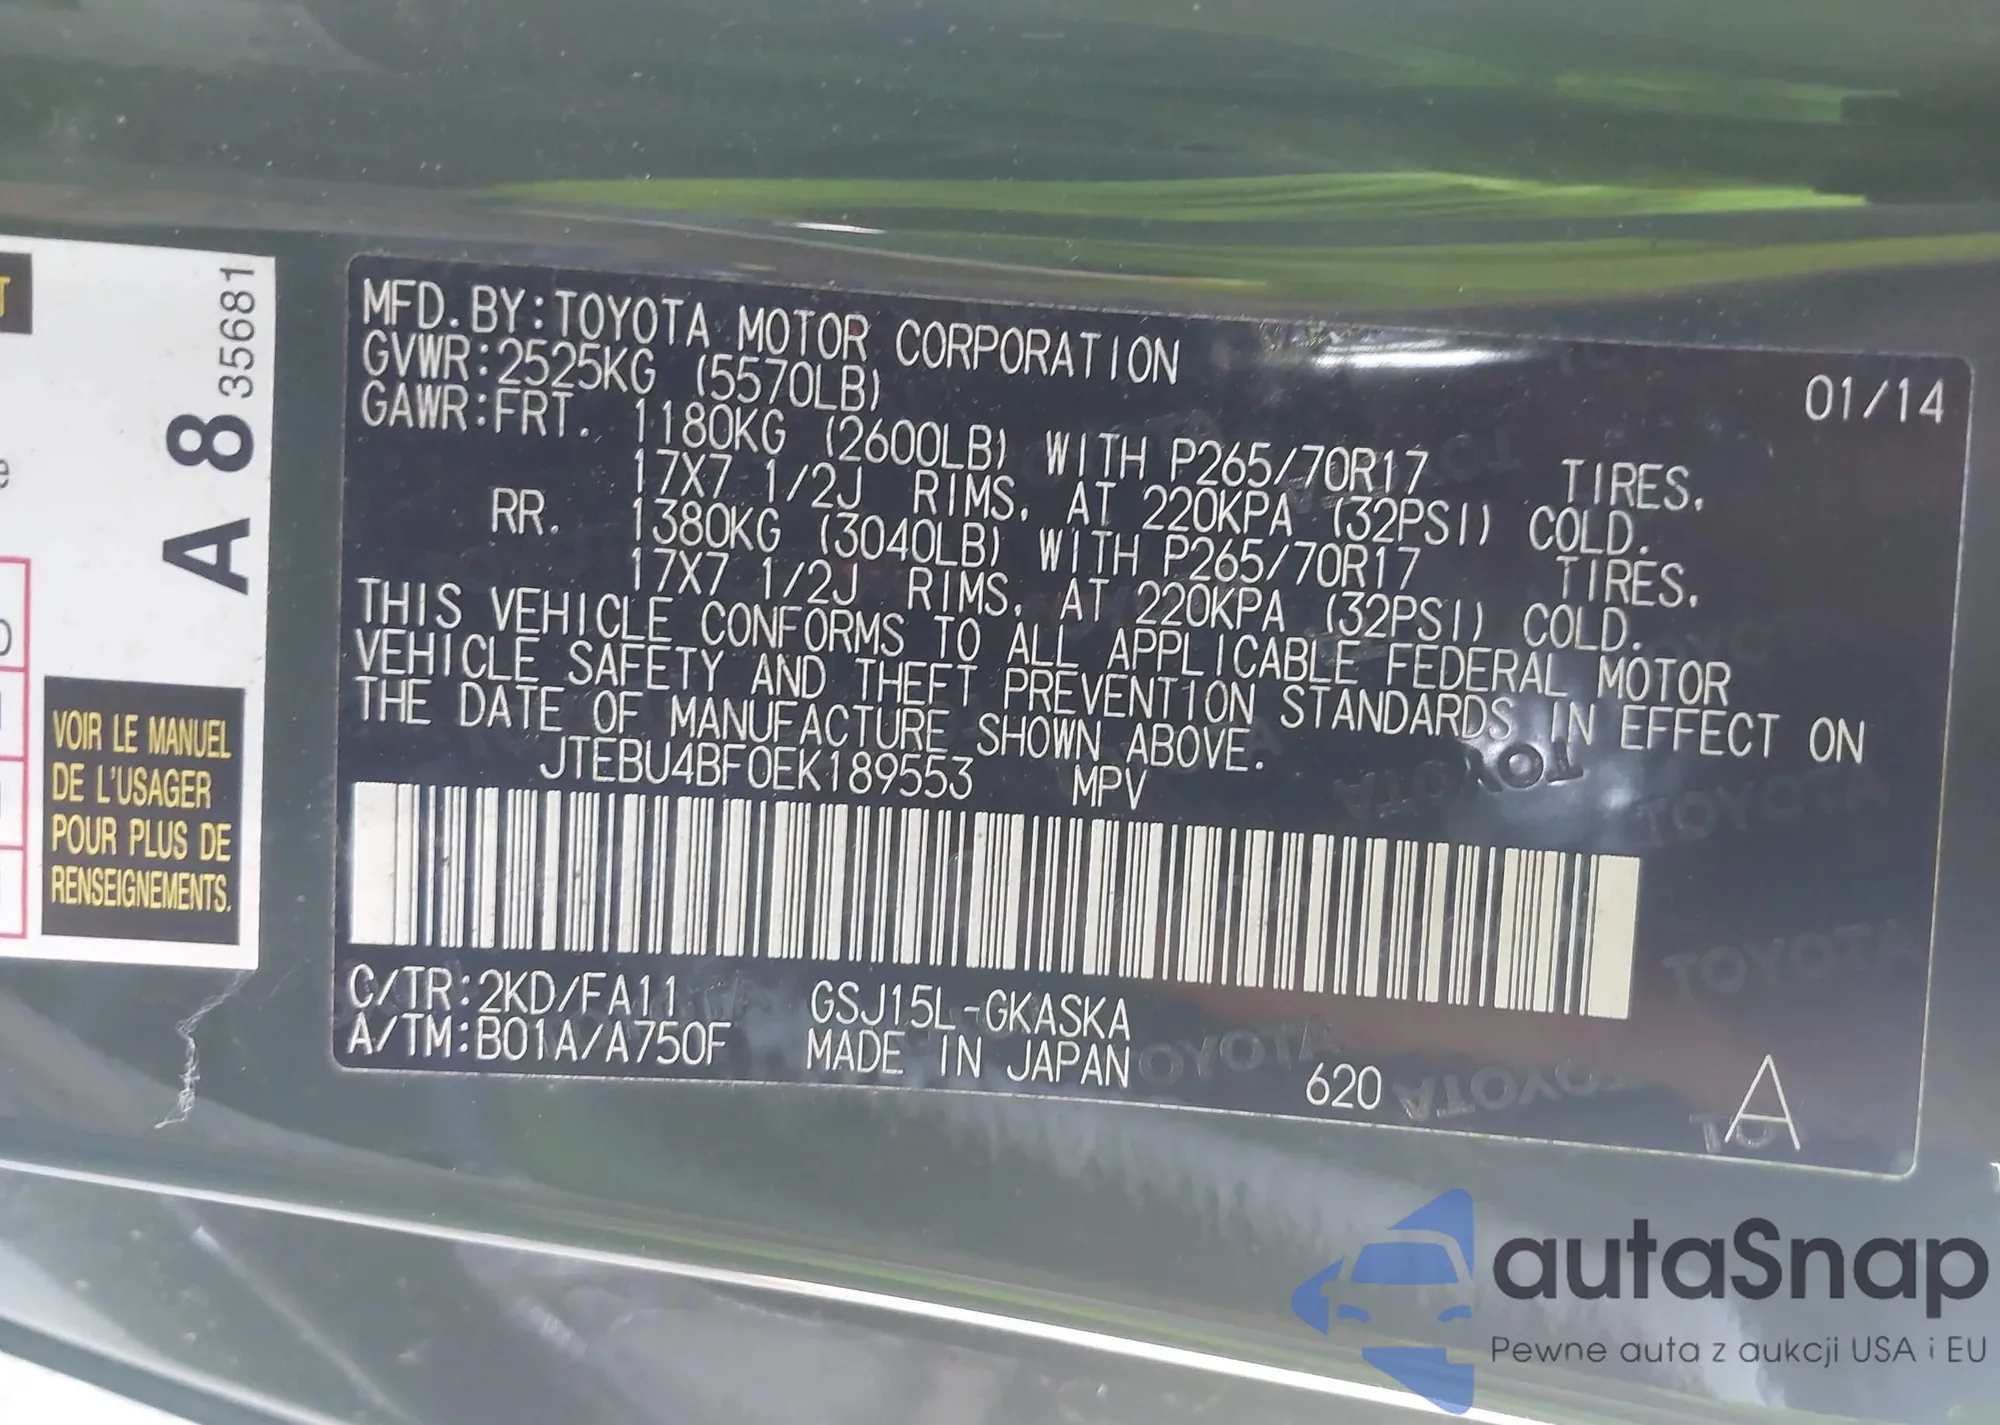 T
A 8 35681
e
VOIR LE MANUEL
DE L'USAGER
POUR PLUS DE
RENSEIGNEMENTS.
MFD. BY: TOYOTA MOTOR CORPORATION 01/14
GVWR: 2525KG (5570LB)
GAWR: FRT. 1180KG (2600LB) WITH P265/70R17 TIRES,
17X7 1/2J RIMS, AT 220KPA (32PSI) COLD.
RR. 1380KG (3040LB) WITH P265/70R17 TIRES,
17X7 1/2J RIMS, AT 220KPA (32PSI) COLD.
THIS VEHICLE CONFORMS TO ALL APPLICABLE FEDERAL MOTOR
VEHICLE SAFETY AND THEFT PREVENTION STANDARDS IN EFFECT ON
THE DATE OF MANUFACTURE SHOWN ABOVE.
JTEBU4BF0EK189553 MPV
C/TR: 2KD/FA11 GSJ15L-GKASKA
A/TM: B01A/A750F MADE IN JAPAN 620 A
autaSnap
Pewne auta z aukcji USA i EU